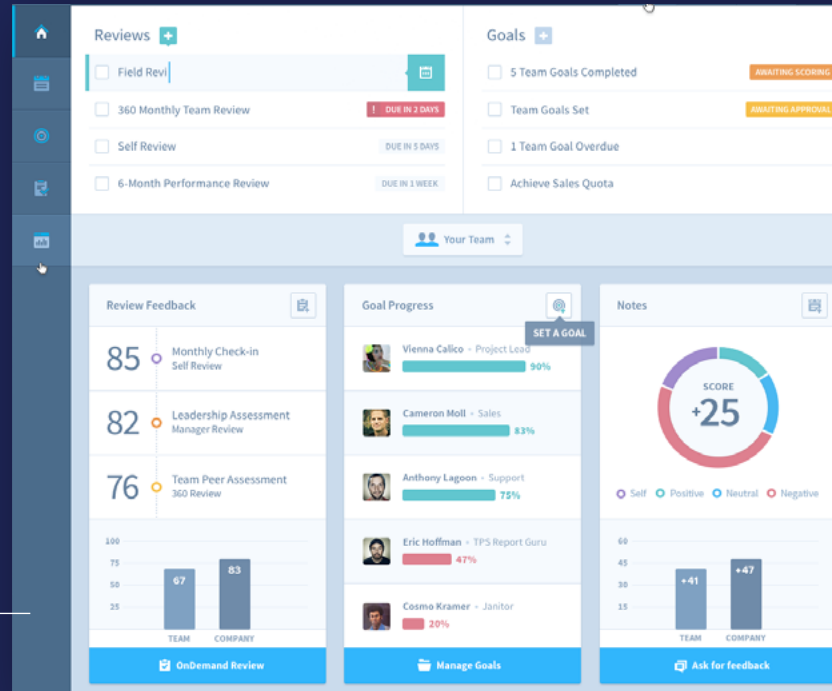 Reviews
Field Revi
360 Monthly Team Review
! DUE IN 2 DAYS
Self Review
DUE IN 5 DAYS
6-Month Performance Review
DUE IN 1 WEEK
Goals
5 Team Goals Completed
AWAITING SCORING
Team Goals Set
AWAITING APPROVAL
1 Team Goal Overdue
Achieve Sales Quota
Your Team
Review Feedback
85
Monthly Check-in
Self Review
82
Leadership Assessment
Manager Review
76
Team Peer Assessment
360 Review
100
75
50
25
67
83
TEAM
COMPANY
OnDemand Review
Goal Progress
SET A GOAL
Vienna Calico • Project Lead
90%
Cameron Moll • Sales
83%
Anthony Lagoon • Support
75%
Eric Hoffman • TPS Report Guru
47%
Cosmo Kramer • Janitor
20%
Manage Goals
Notes
SCORE
+25
Self
Positive
Neutral
Negative
60
45
30
15
+41
+47
TEAM
COMPANY
Ask for feedback